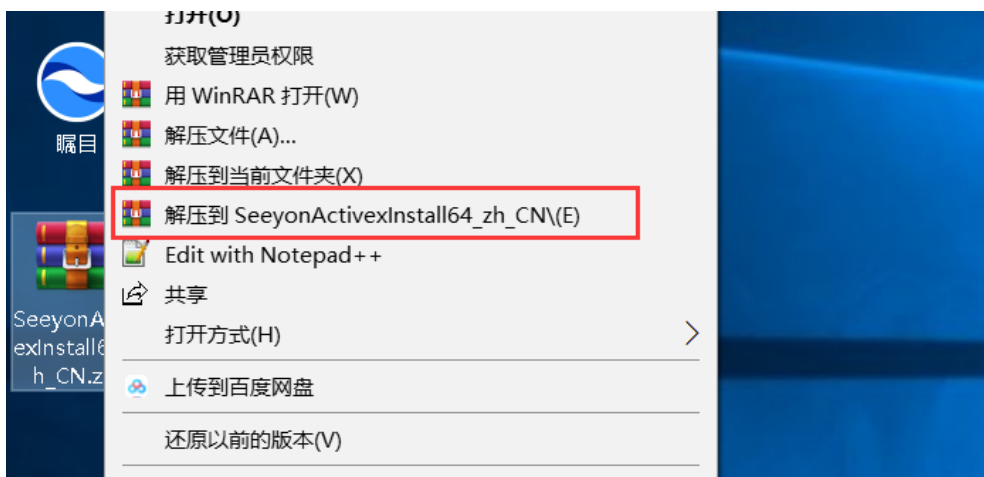 打开(O)
获取管理员权限
用 WinRAR 打开(W)
解压文件(A)...
解压到当前文件夹(X)
解压到 SeeyonActivexInstall64_zh_CN\(E)
Edit with Notepad++
共享
打开方式(H)
上传到百度网盘
还原以前的版本(V)
瞩目
SeeyonA
exInstall6
h_CN.z